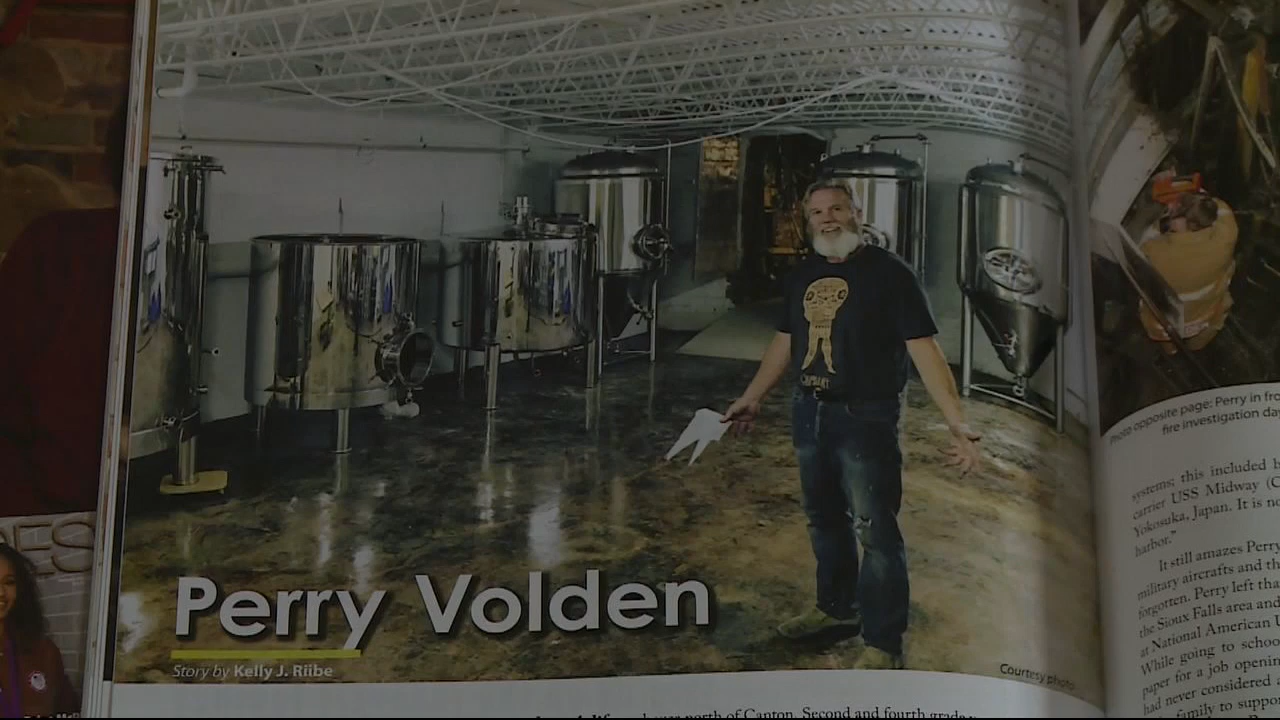 Perry Volden
Story by Kelly J. Riibe
Courtesy photo
north of Canton. Second and fourth grade
Photo opposite page: Perry in fro
fire investigation da
systems; this included h
carrier USS Midway (C
Yokosuka, Japan. It is no
harbor."
It still amazes Perry
military aircrafts and th
forgotten. Perry left tha
the Sioux Falls area and
at National American U
While going to schoo
paper for a job openin
had never considered a
family to suppo
DES